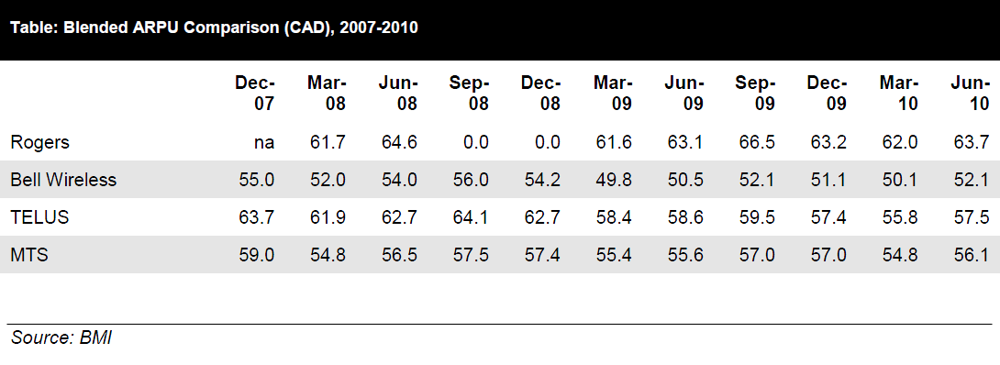 Table: Blended ARPU Comparison (CAD), 2007-2010
Dec- Mar- Jun- Sep- Dec- Mar- Jun- Sep- Dec- Mar- Jun-
07 08 08 08 08 09 09 09 09 10 10
Rogers na 61.7 64.6 0.0 0.0 61.6 63.1 66.5 63.2 62.0 63.7
Bell Wireless 55.0 52.0 54.0 56.0 54.2 49.8 50.5 52.1 51.1 50.1 52.1
TELUS 63.7 61.9 62.7 64.1 62.7 58.4 58.6 59.5 57.4 55.8 57.5
MTS 59.0 54.8 56.5 57.5 57.4 55.4 55.6 57.0 57.0 54.8 56.1
Source: BMI